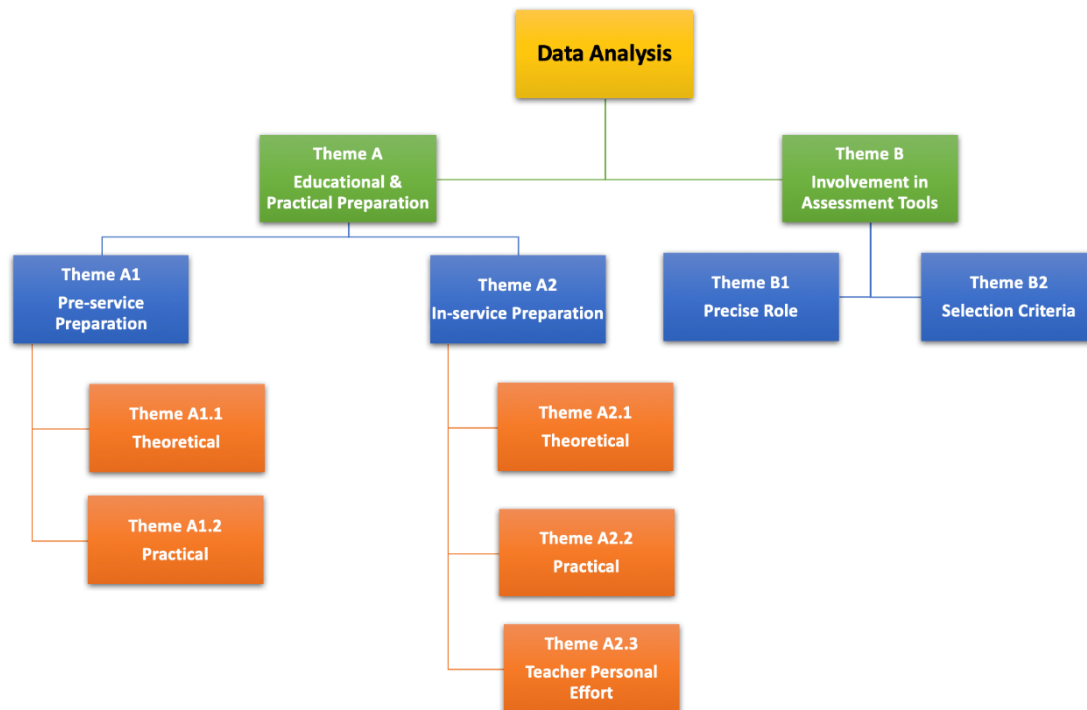 Data Analysis
Theme A
Educational &
Practical Preparation
Theme B
Involvement in
Assessment Tools
Theme A1
Pre-service
Preparation
Theme A2
In-service Preparation
Theme B1
Precise Role
Theme B2
Selection Criteria
Theme A1.1
Theoretical
Theme A2.1
Theoretical
Theme A1.2
Practical
Theme A2.2
Practical
Theme A2.3
Teacher Personal
Effort